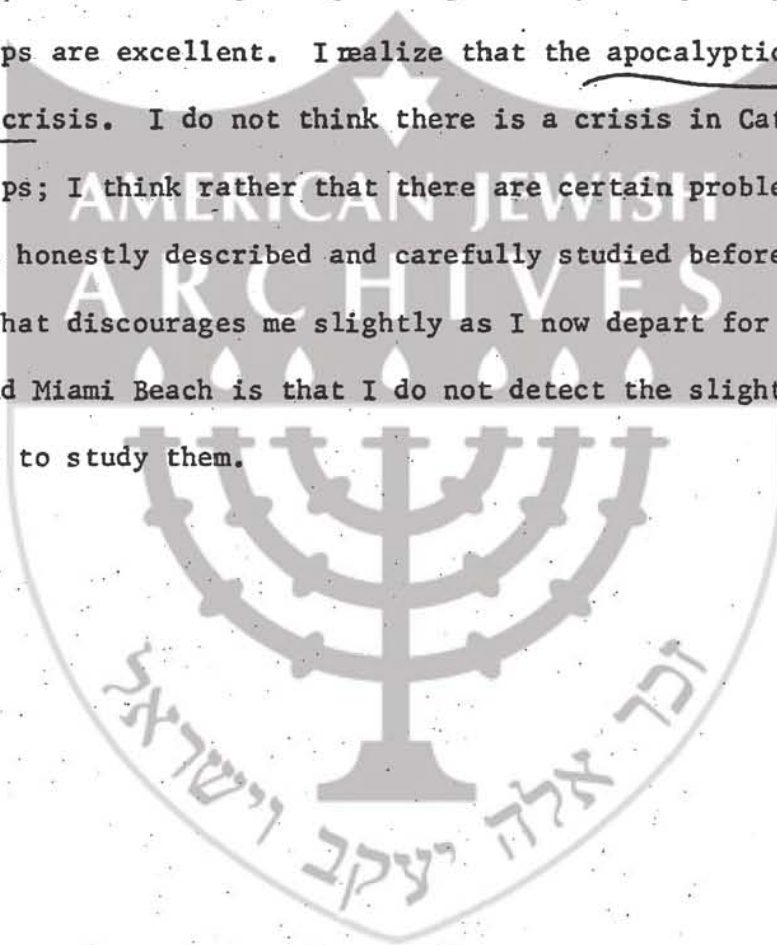 ps are excellent. I realize that the apocalyptic
crisis. I do not think there is a crisis in Cat
ps; I think rather that there are certain proble
honestly described and carefully studied before
hat discourages me slightly as I now depart for
d Miami Beach is that I do not detect the slight
to study them.
AMERICAN JEWISH
ARCHIVES
זכר אלה יעקב וישראל